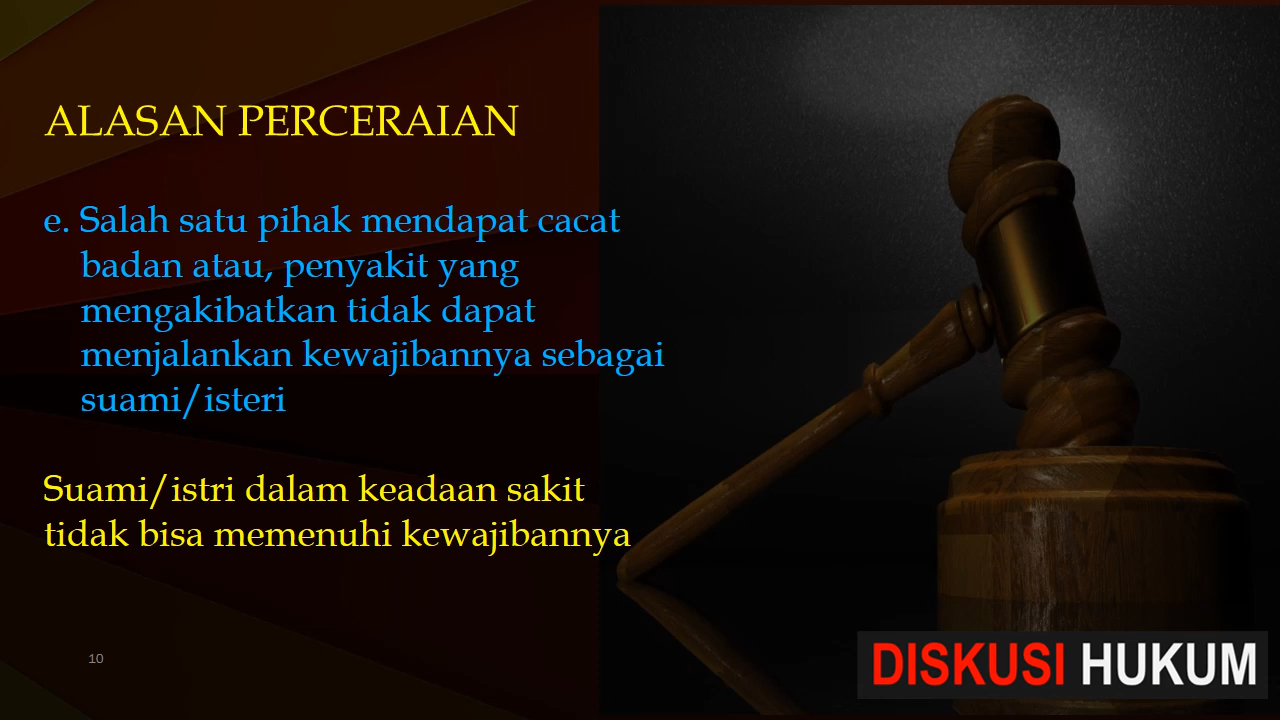 ALASAN PERCERAIAN
e. Salah satu pihak mendapat cacat
badan atau, penyakit yang
mengakibatkan tidak dapat
menjalankan kewajibannya sebagai
suami/isteri
Suami/istri dalam keadaan sakit
tidak bisa memenuhi kewajibannya
10
DISKUSI HUKUM